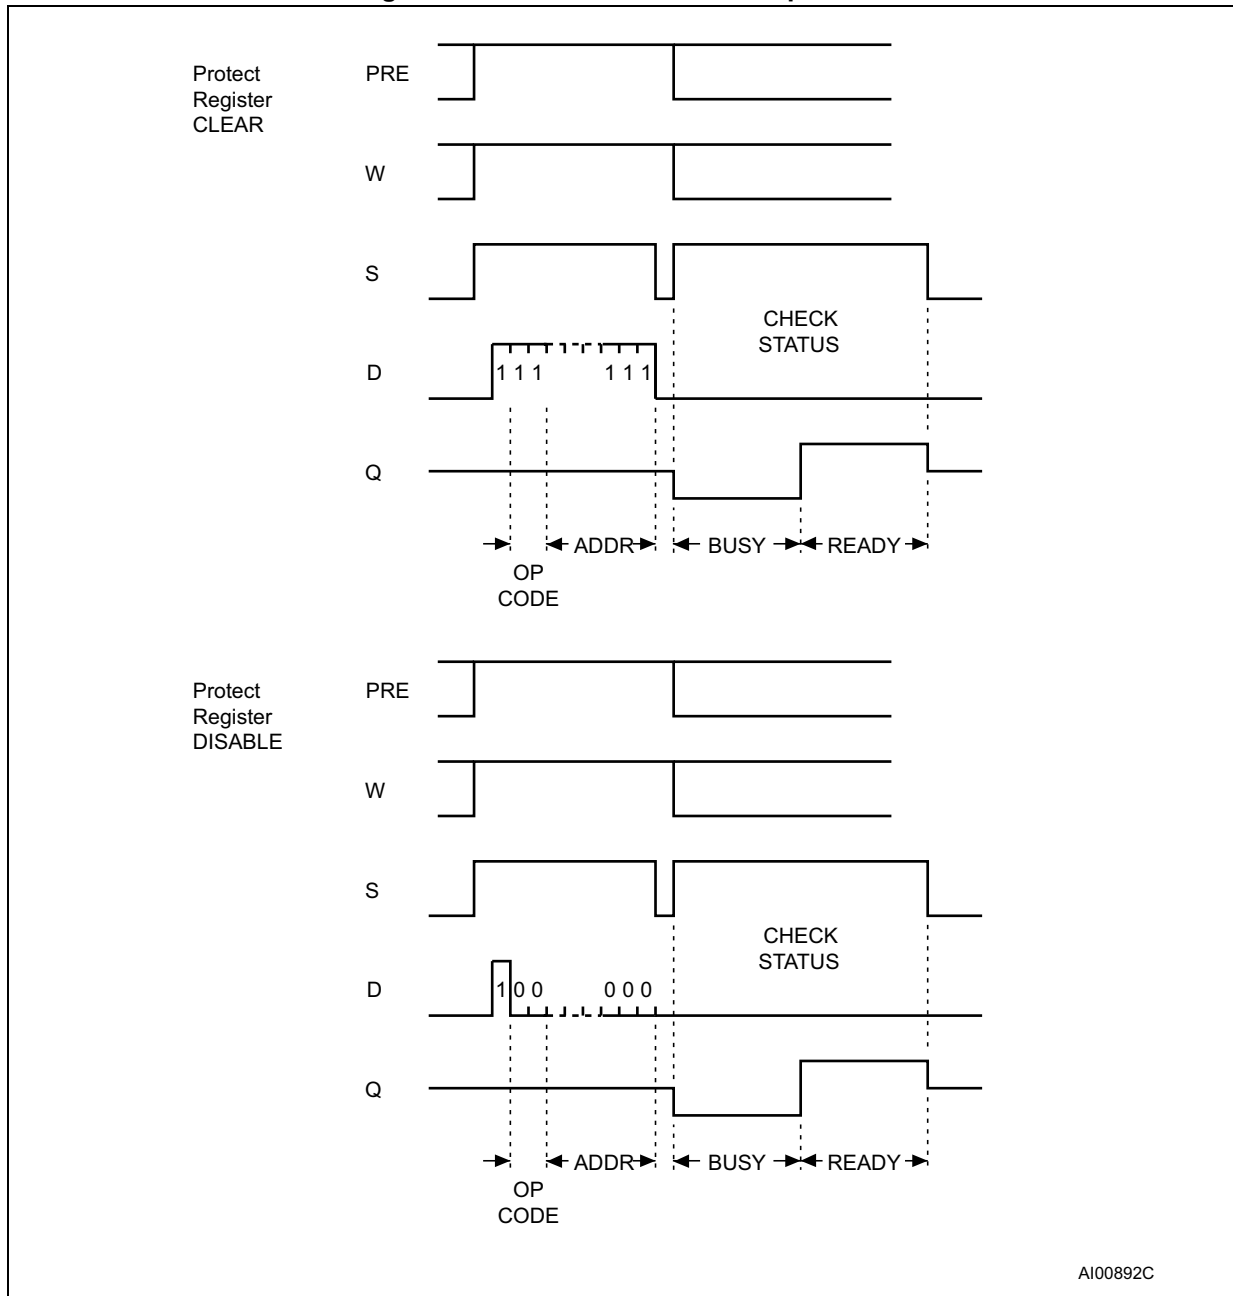 Protect
Register
CLEAR
PRE
W
S
CHECK
STATUS
D
1 1 1 1 1 1
Q
ADDR BUSY READY
OP
CODE
Protect
Register
DISABLE
PRE
W
S
CHECK
STATUS
D
1 0 0 0 0 0
Q
ADDR BUSY READY
OP
CODE
AI00892C